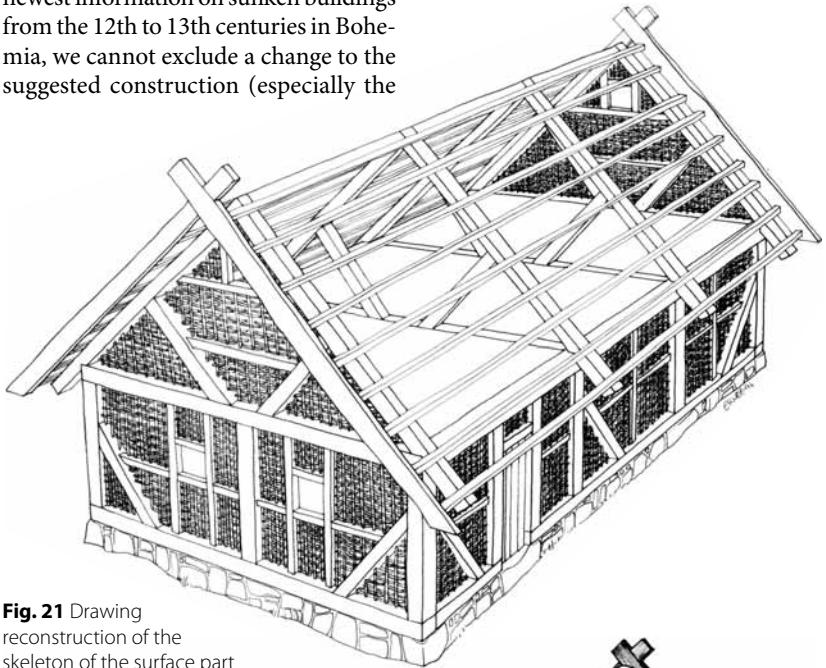 newest information on sunken buildings
from the 12th to 13th centuries in Bohe-
mia, we cannot exclude a change to the
suggested construction (especially the
Fig. 21 Drawing
reconstruction of the
skeleton of the surface part